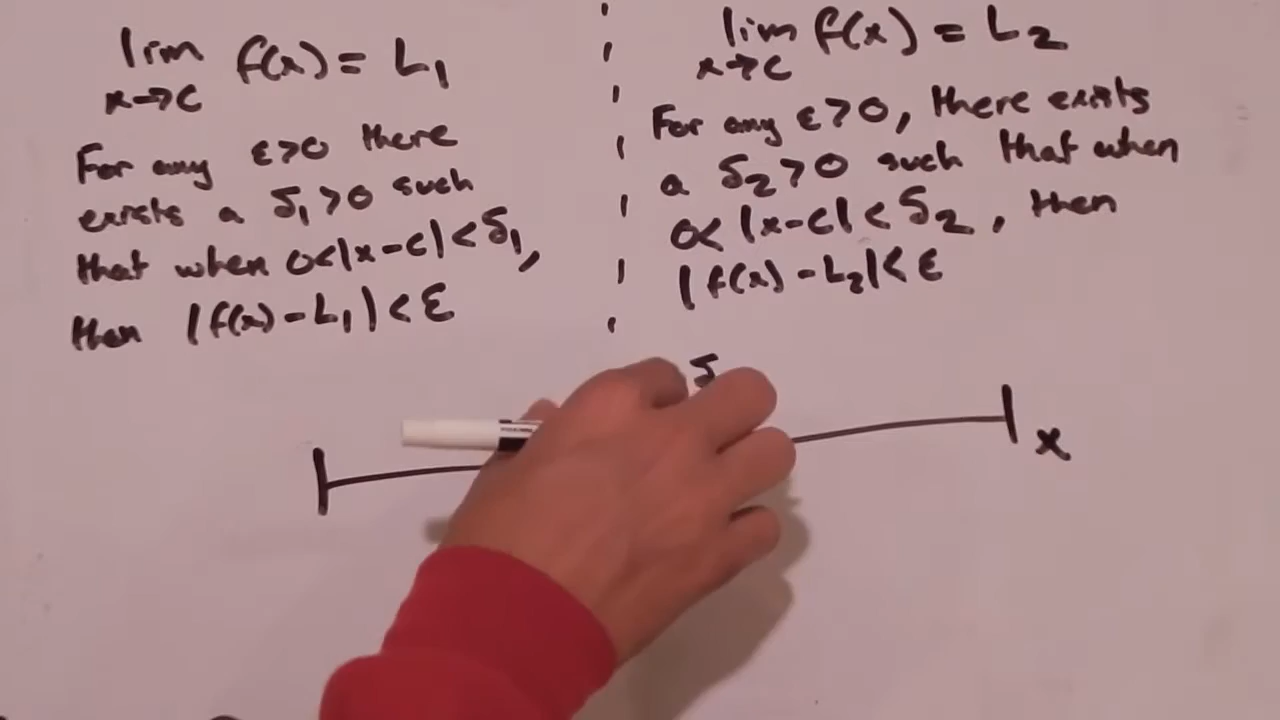 lim f(x) = L₁
x→c
For any ε>0 there
exists a δ₁>0 such
that when 0<|x-c|<δ₁,
then |f(x)-L₁|<ε
lim f(x) = L₂
x→c
For any ε>0, there exists
a δ₂>0 such that when
0<|x-c|<δ₂, then
|f(x)-L₂|<ε
δ
x